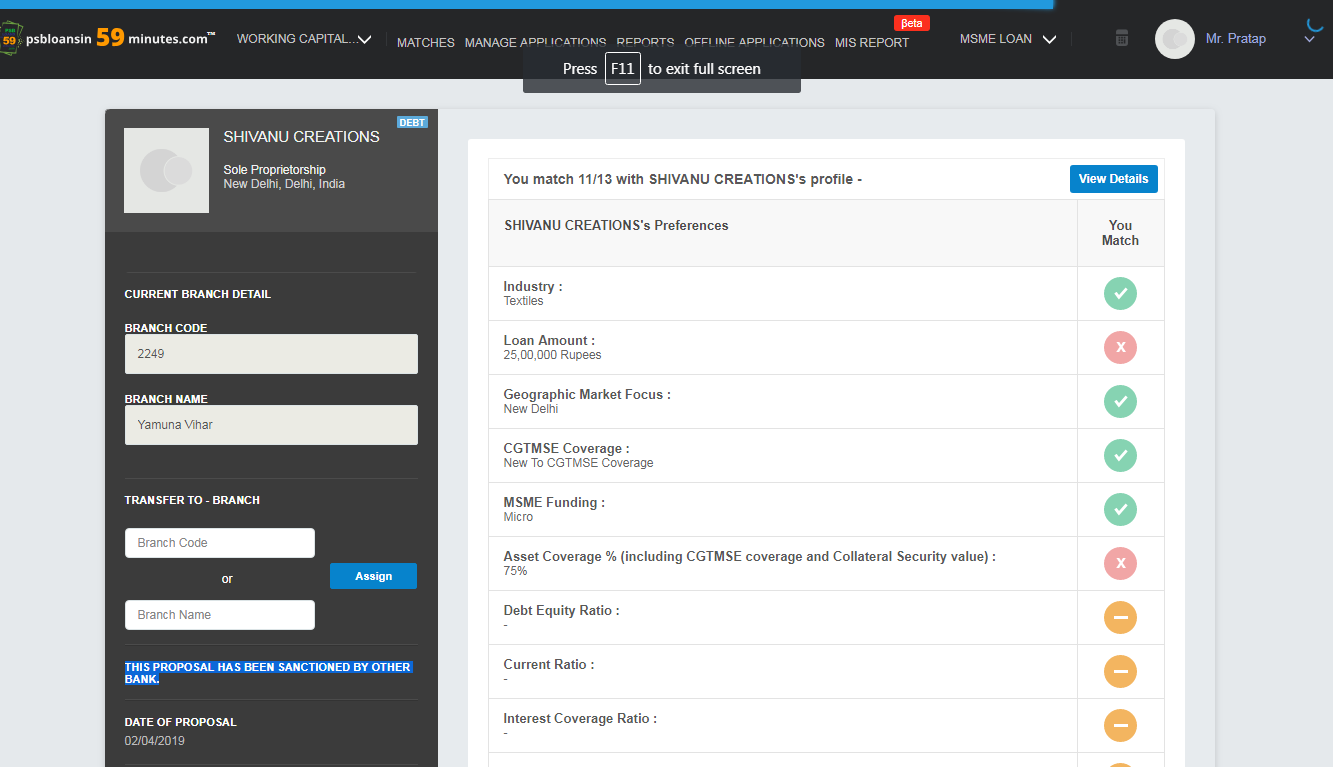 psbloansin 59 minutes.com™
WORKING CAPITAL...
MATCHES
MANAGE APPLICATIONS
REPORTS
OFFLINE APPLICATIONS
MIS REPORT
βeta
MSME LOAN
Mr. Pratap
Press F11 to exit full screen
DEBT
SHIVANU CREATIONS
Sole Proprietorship
New Delhi, Delhi, India
CURRENT BRANCH DETAIL
BRANCH CODE
2249
BRANCH NAME
Yamuna Vihar
TRANSFER TO - BRANCH
Branch Code
or
Assign
Branch Name
THIS PROPOSAL HAS BEEN SANCTIONED BY OTHER
BANK.
DATE OF PROPOSAL
02/04/2019
You match 11/13 with SHIVANU CREATIONS's profile -
View Details
SHIVANU CREATIONS's Preferences
You
Match
Industry :
Textiles
Loan Amount :
25,00,000 Rupees
X
Geographic Market Focus :
New Delhi
CGTMSE Coverage :
New To CGTMSE Coverage
MSME Funding :
Micro
Asset Coverage % (including CGTMSE coverage and Collateral Security value) :
75%
X
Debt Equity Ratio :
-
Current Ratio :
-
Interest Coverage Ratio :
-